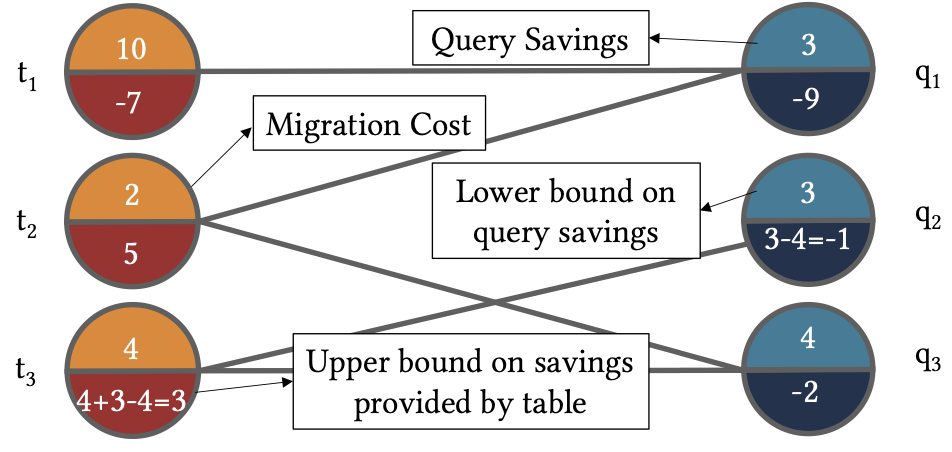 t1
10
-7
Query Savings
3
-9
q1
Migration Cost
t2
2
5
Lower bound on
query savings
3
3-4=-1
q2
t3
4
4+3-4=3
Upper bound on savings
provided by table
4
-2
q3